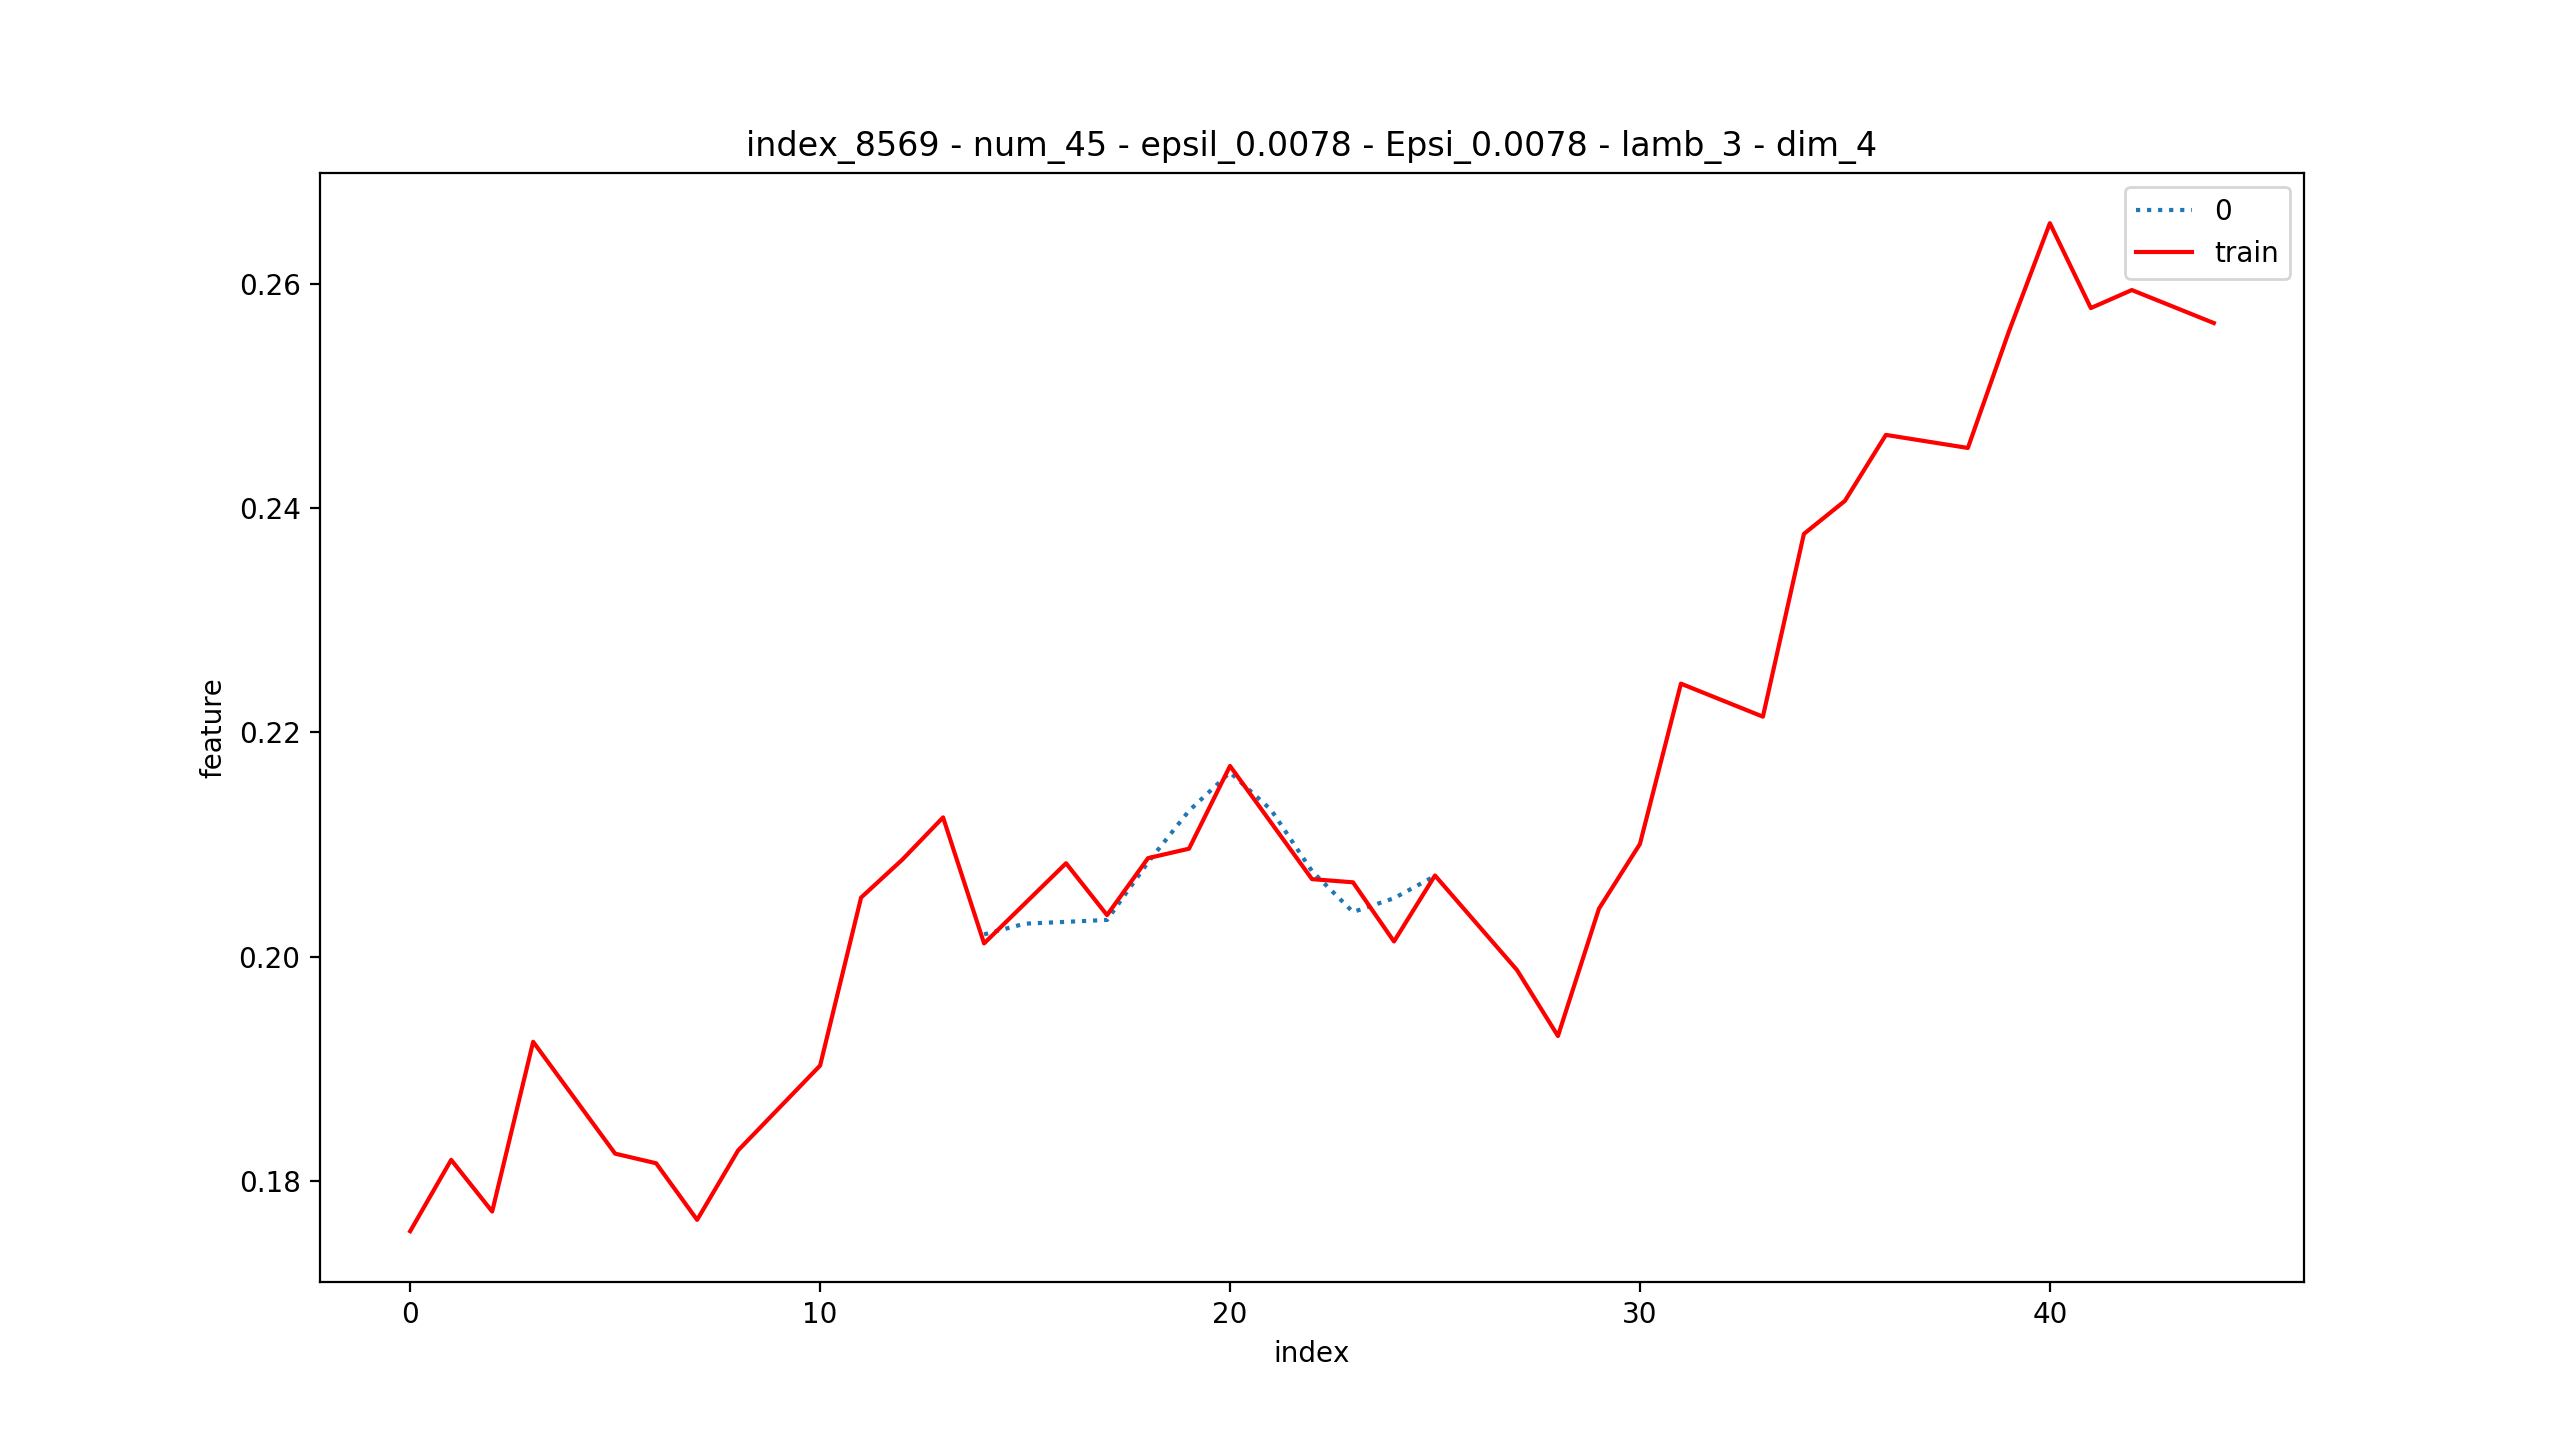 index_8569 - num_45 - epsil_0.0078 - Epsi_0.0078 - lamb_3 - dim_4
0
train
0.26
0.24
0.22
0.20
0.18
feature
0 10 20 30 40
index